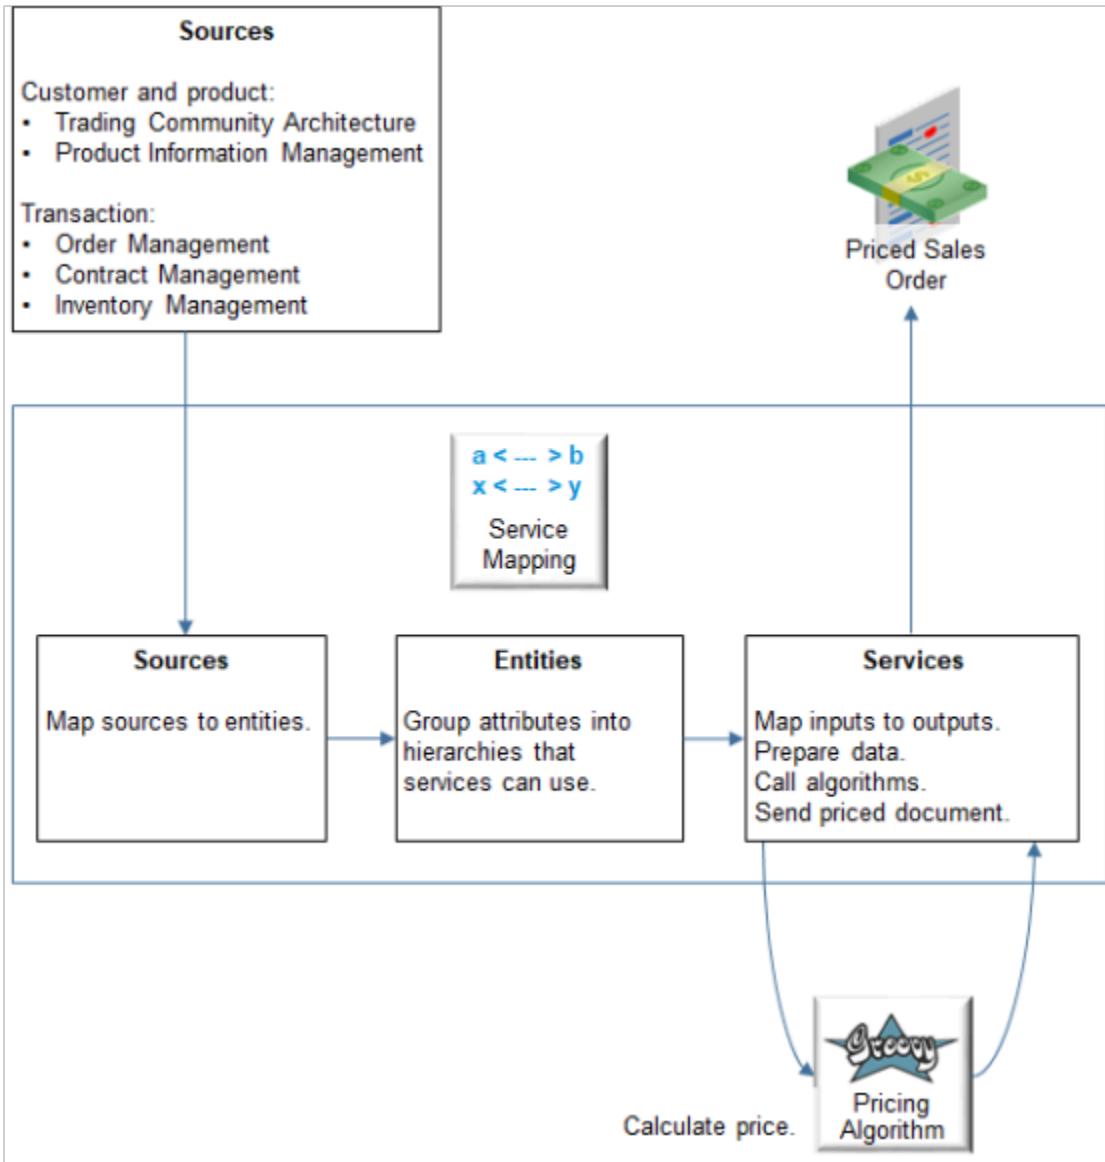 Sources
Customer and product:
• Trading Community Architecture
• Product Information Management
Transaction:
• Order Management
• Contract Management
• Inventory Management
Priced Sales
Order
a < --- > b
x < --- > y
Service
Mapping
Sources
Map sources to entities.
Entities
Group attributes into
hierarchies that
services can use.
Services
Map inputs to outputs.
Prepare data.
Call algorithms.
Send priced document.
Groovy
Pricing
Algorithm
Calculate price.